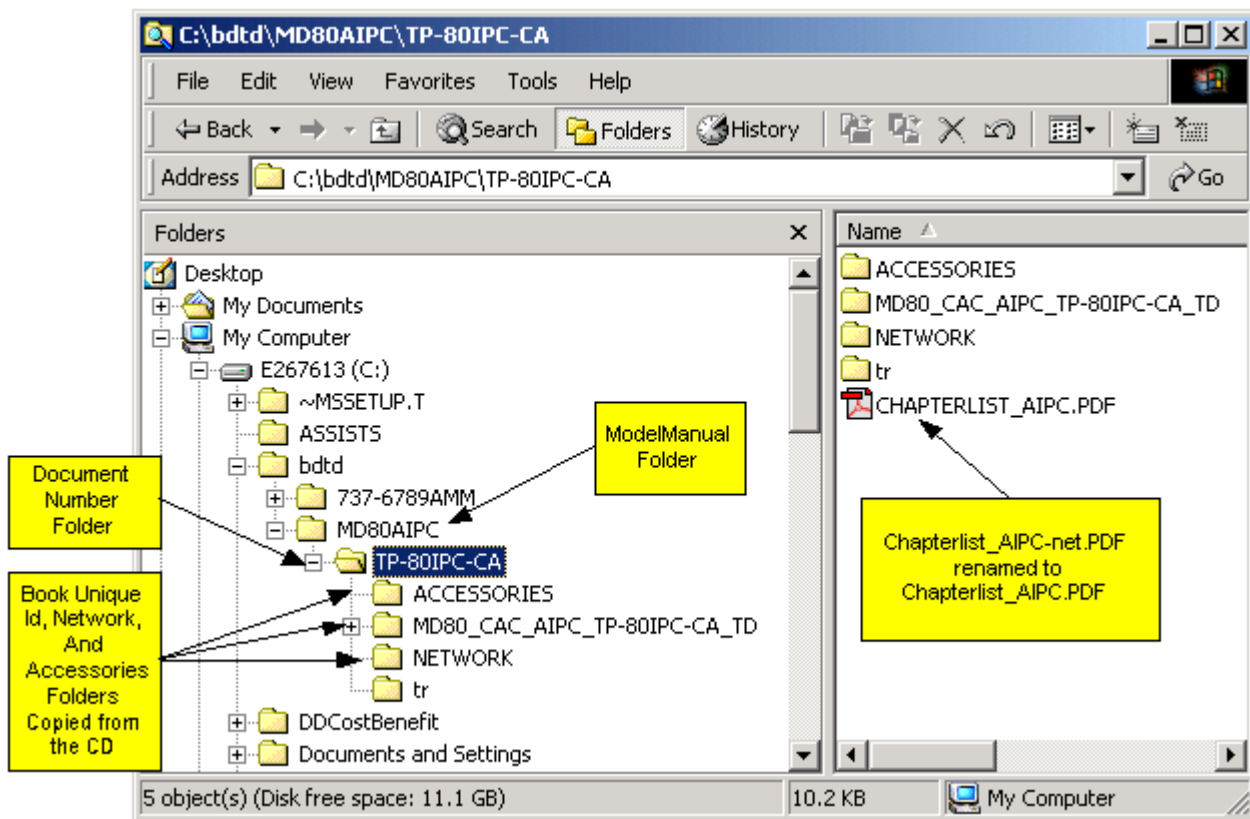 C:\bdtd\MD80AIPC\TP-80IPC-CA
File Edit View Favorites Tools Help
Back Search Folders History
Address C:\bdtd\MD80AIPC\TP-80IPC-CA Go
Folders
Desktop
My Documents
My Computer
E267613 (C:)
~MSSETUP.T
ASSISTS
bdtd
737-6789AMM
MD80AIPC
TP-80IPC-CA
ACCESSORIES
MD80_CAC_AIPC_TP-80IPC-CA_TD
NETWORK
tr
DDCostBenefit
Documents and Settings
Name
ACCESSORIES
MD80_CAC_AIPC_TP-80IPC-CA_TD
NETWORK
tr
CHAPTERLIST_AIPC.PDF
ModelManual
Folder
Document
Number
Folder
Book Unique
Id, Network,
And
Accessories
Folders
Copied from
the CD
Chapterlist_AIPC-net.PDF
renamed to
Chapterlist_AIPC.PDF
5 object(s) (Disk free space: 11.1 GB) 10.2 KB My Computer